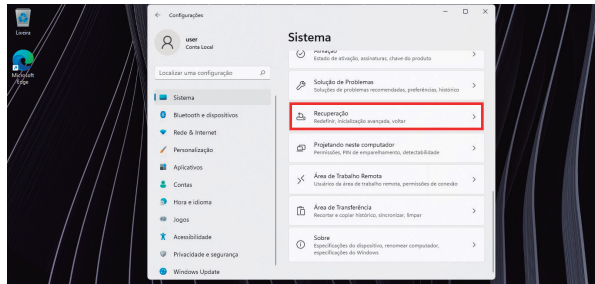 Lixeira
Microsoft
Edge
Configurações
user
Conta Local
Localizar uma configuração
Sistema
Bluetooth e dispositivos
Rede & Internet
Personalização
Aplicativos
Contas
Hora e idioma
Jogos
Acessibilidade
Privacidade e segurança
Windows Update
Sistema
Ativação
Estado de ativação, assinaturas, chave do produto
Solução de Problemas
Soluções de problemas recomendadas, preferências, histórico
Recuperação
Redefinir, inicialização avançada, voltar
Projetando neste computador
Permissões, PIN de emparelhamento, detectabilidade
Área de Trabalho Remota
Usuários da área de trabalho remota, permissões de conexão
Área de Transferência
Recortar e copiar histórico, sincronizar, limpar
Sobre
Especificações do dispositivo, renomear computador,
especificações do Windows